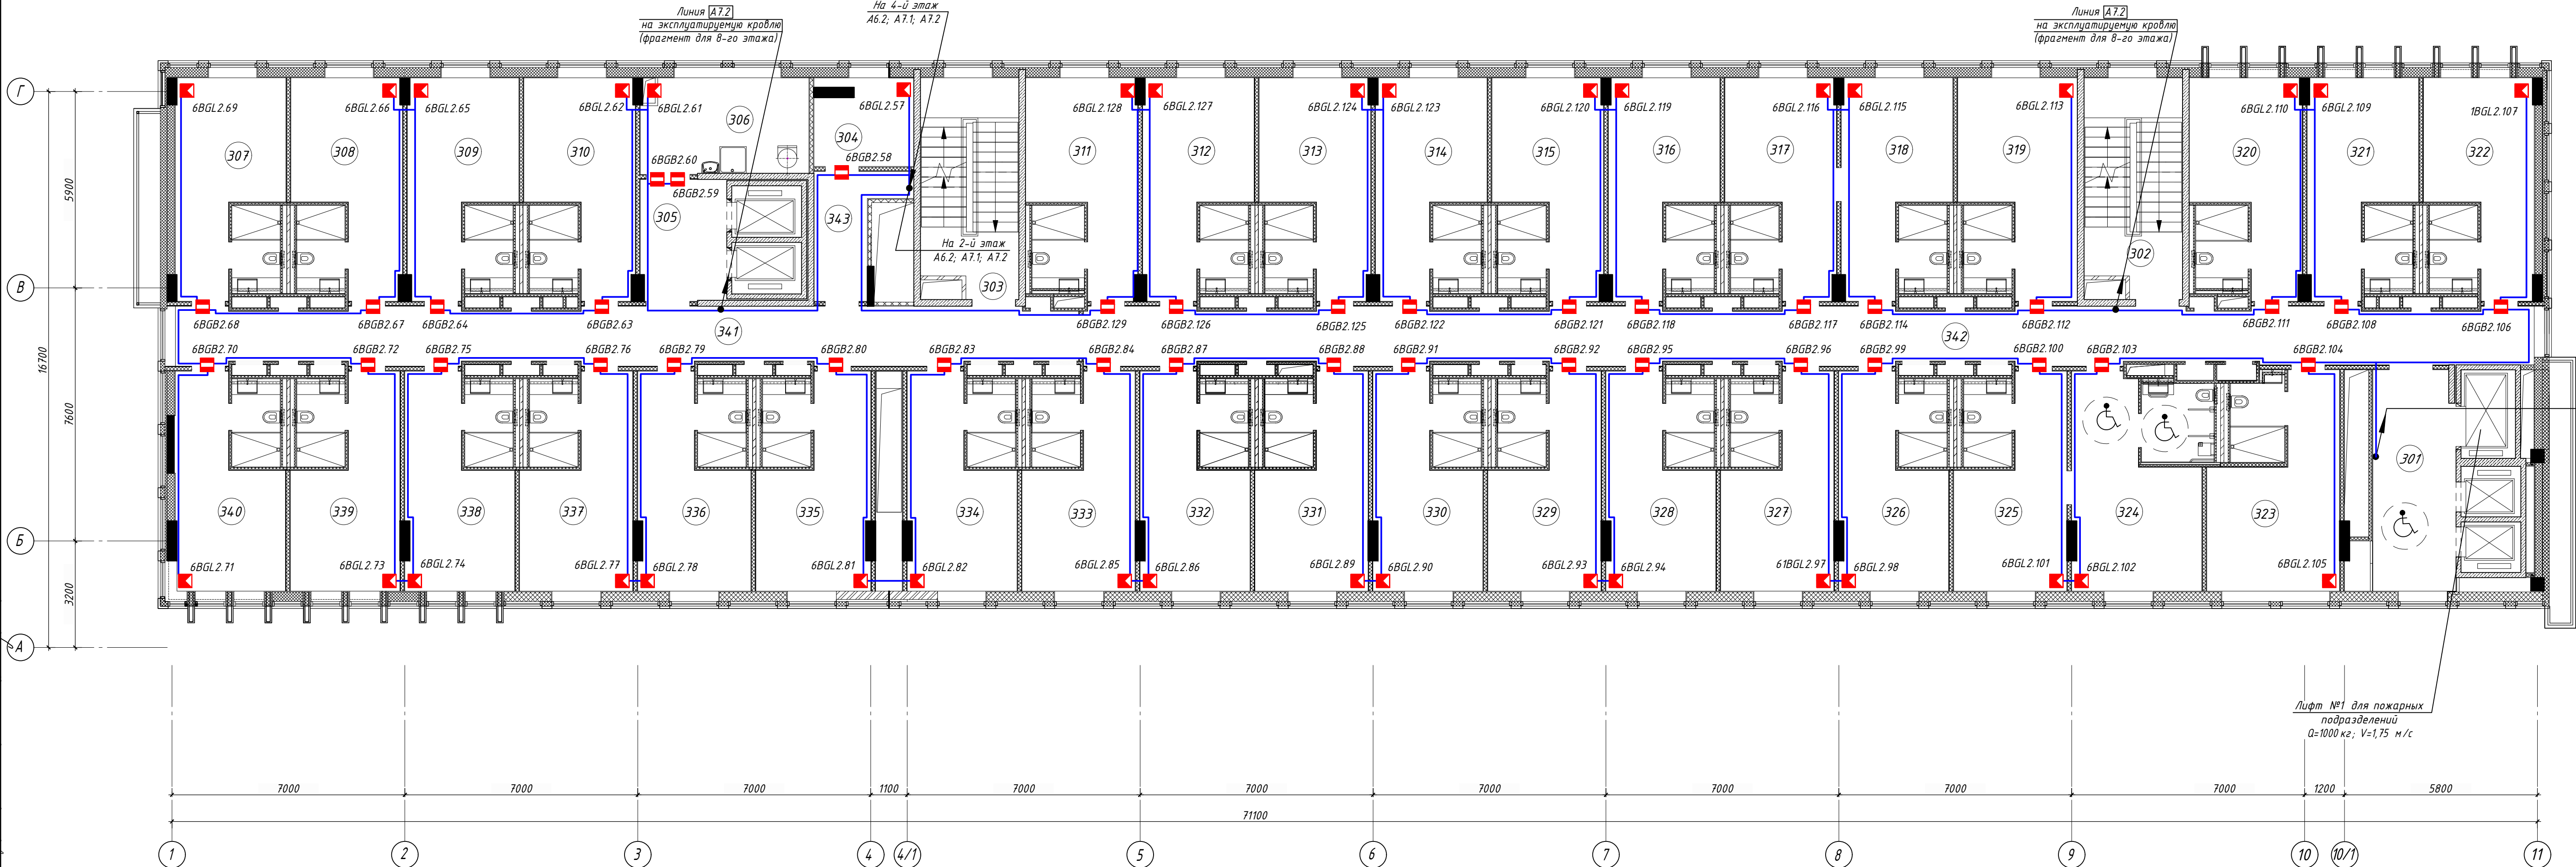 Линия А7.2
на эксплуатируемую кровлю
(фрагмент для 8-го этажа)
На 4-й этаж
А6.2; А7.1; А7.2
Линия А7.2
на эксплуатируемую кровлю
(фрагмент для 8-го этажа)
Г
6BGL2.69
6BGL2.66
6BGL2.65
6BGL2.62
6BGL2.61
6BGL2.57
6BGL2.128
6BGL2.127
6BGL2.124
6BGL2.123
6BGL2.120
6BGL2.119
6BGL2.116
6BGL2.115
6BGL2.113
6BGL2.110
6BGL2.109
1BGL2.107
306
304
307
308
309
310
311
312
313
314
315
316
317
318
319
320
321
322
6BGB2.60
6BGB2.58
6BGB2.59
5900
305
343
На 2-й этаж
А6.2; А7.1; А7.2
302
303
В
6BGB2.68
6BGB2.67
6BGB2.64
6BGB2.63
341
6BGB2.129
6BGB2.126
6BGB2.125
6BGB2.122
6BGB2.121
6BGB2.118
6BGB2.117
6BGB2.114
342
6BGB2.112
6BGB2.111
6BGB2.108
6BGB2.106
16700
6BGB2.70
6BGB2.72
6BGB2.75
6BGB2.76
6BGB2.79
6BGB2.80
6BGB2.83
6BGB2.84
6BGB2.87
6BGB2.88
6BGB2.91
6BGB2.92
6BGB2.95
6BGB2.96
6BGB2.99
6BGB2.100
6BGB2.103
6BGB2.104
7600
301
340
339
338
337
336
335
334
333
332
331
330
329
328
327
326
325
324
323
Б
6BGL2.71
6BGL2.73
6BGL2.74
6BGL2.77
6BGL2.78
6BGL2.81
6BGL2.82
6BGL2.85
6BGL2.86
6BGL2.89
6BGL2.90
6BGL2.93
6BGL2.94
61BGL2.97
6BGL2.98
6BGL2.101
6BGL2.102
6BGL2.105
3200
А
Лифт №1 для пожарных
подразделений
Q=1000 кг; V=1,75 м/с
7000
7000
7000
1100
7000
7000
7000
7000
7000
7000
1200
5800
71100
1
2
3
4
4/1
5
6
7
8
9
10
10/1
11